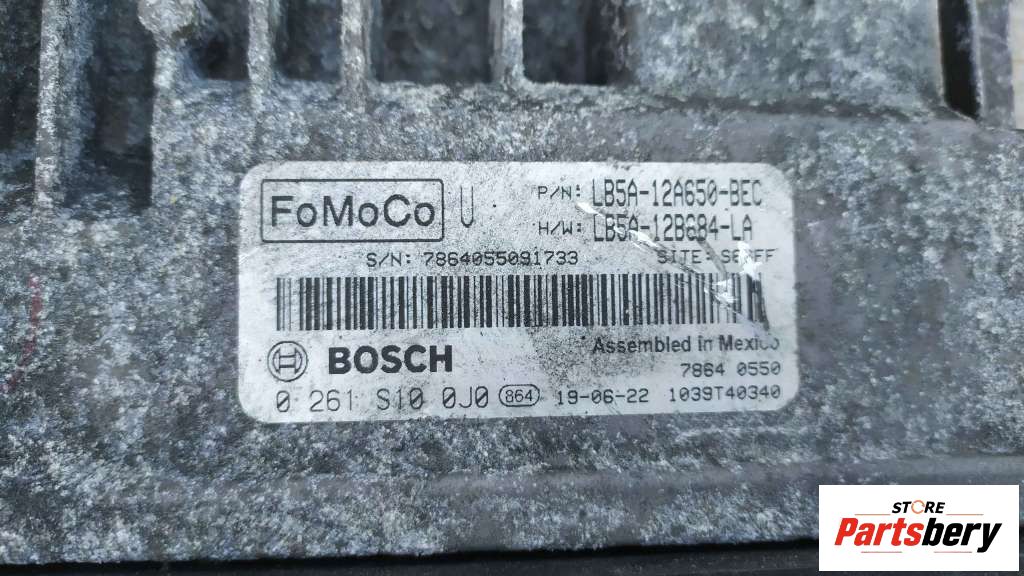 FoMoCo U P/N: LB5A-12A650-BEC
H/W: LB5A-12B684-LA
S/N: 7864055091733 SITE:
BOSCH Assembled in Mexico
7864 0550
0 261 S10 0J0 864 19-06-22 1039T40340
STORE
Partsbery